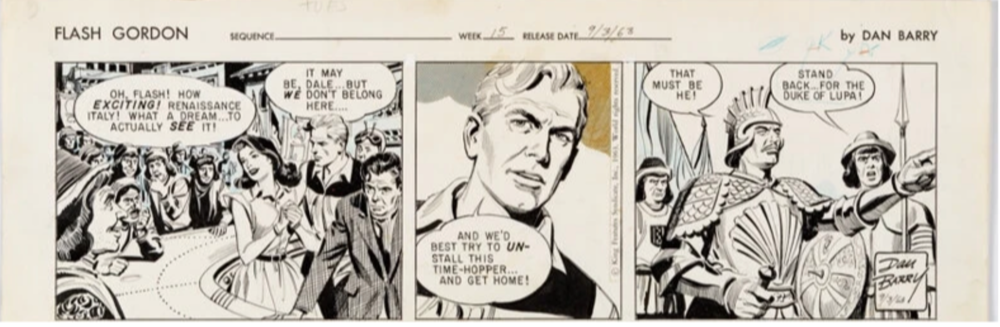 TUES
FLASH GORDON
SEQUENCE
WEEK 15
RELEASE DATE 9/3/63
by DAN BARRY
OH, FLASH! HOW
EXCITING! RENAISSANCE
ITALY! WHAT A DREAM...TO
ACTUALLY SEE IT!
IT MAY
BE, DALE...BUT
WE DON'T BELONG
HERE....
AND WE'D
BEST TRY TO UN-
STALL THIS
TIME-HOPPER...
AND GET HOME!
© King Features Syndicate, Inc., 1963. World rights reserved.
THAT
MUST BE
HE!
STAND
BACK...FOR THE
DUKE OF LUPA!
DAN
BARRY
9/3/63